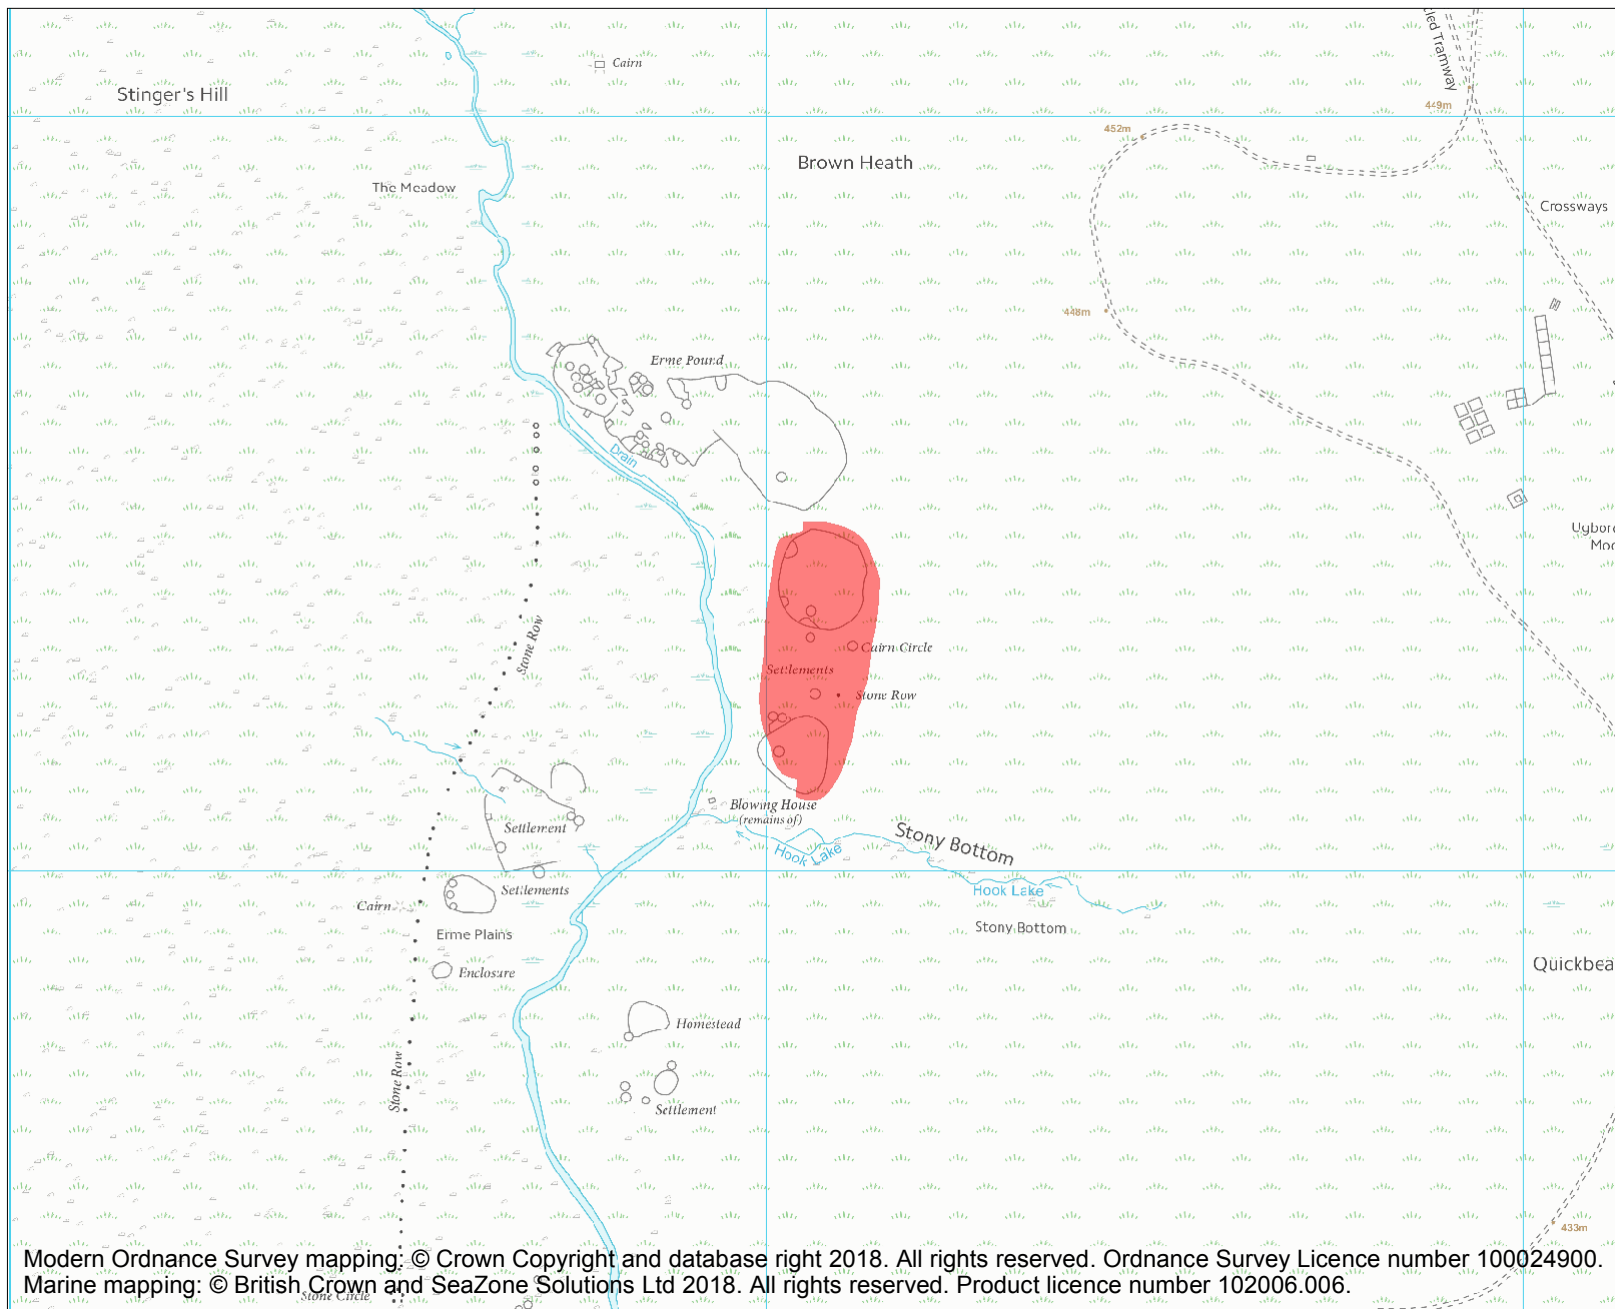 cled Tramway
Cairn
Stinger's Hill
449m
452m
Brown Heath
The Meadow
Crossways
448m
Erme Pound
Drain
Ugboro
Moo
Stone Row
Cairn Circle
Settlements
Stone Row
Blowing House
(remains of)
Settlement
Stony Bottom
Hook Lake
Settlements
Hook Lake
Cairn
Stony Bottom
Erme Plains
Quickbea
Enclosure
Homestead
Stone Row
Settlement
433m
Modern Ordnance Survey mapping: © Crown Copyright and database right 2018. All rights reserved. Ordnance Survey Licence number 100024900.
Marine mapping: © British Crown and SeaZone Solutions Ltd 2018. All rights reserved. Product licence number 102006.006.
Stone Circle